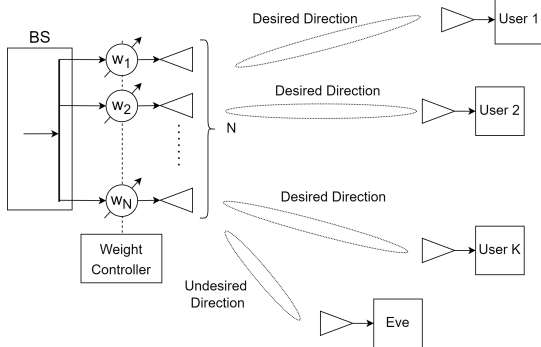 Desired Direction
User 1
BS
w1
Desired Direction
w2
N
User 2
Desired Direction
wN
User K
Weight
Controller
Undesired
Direction
Eve